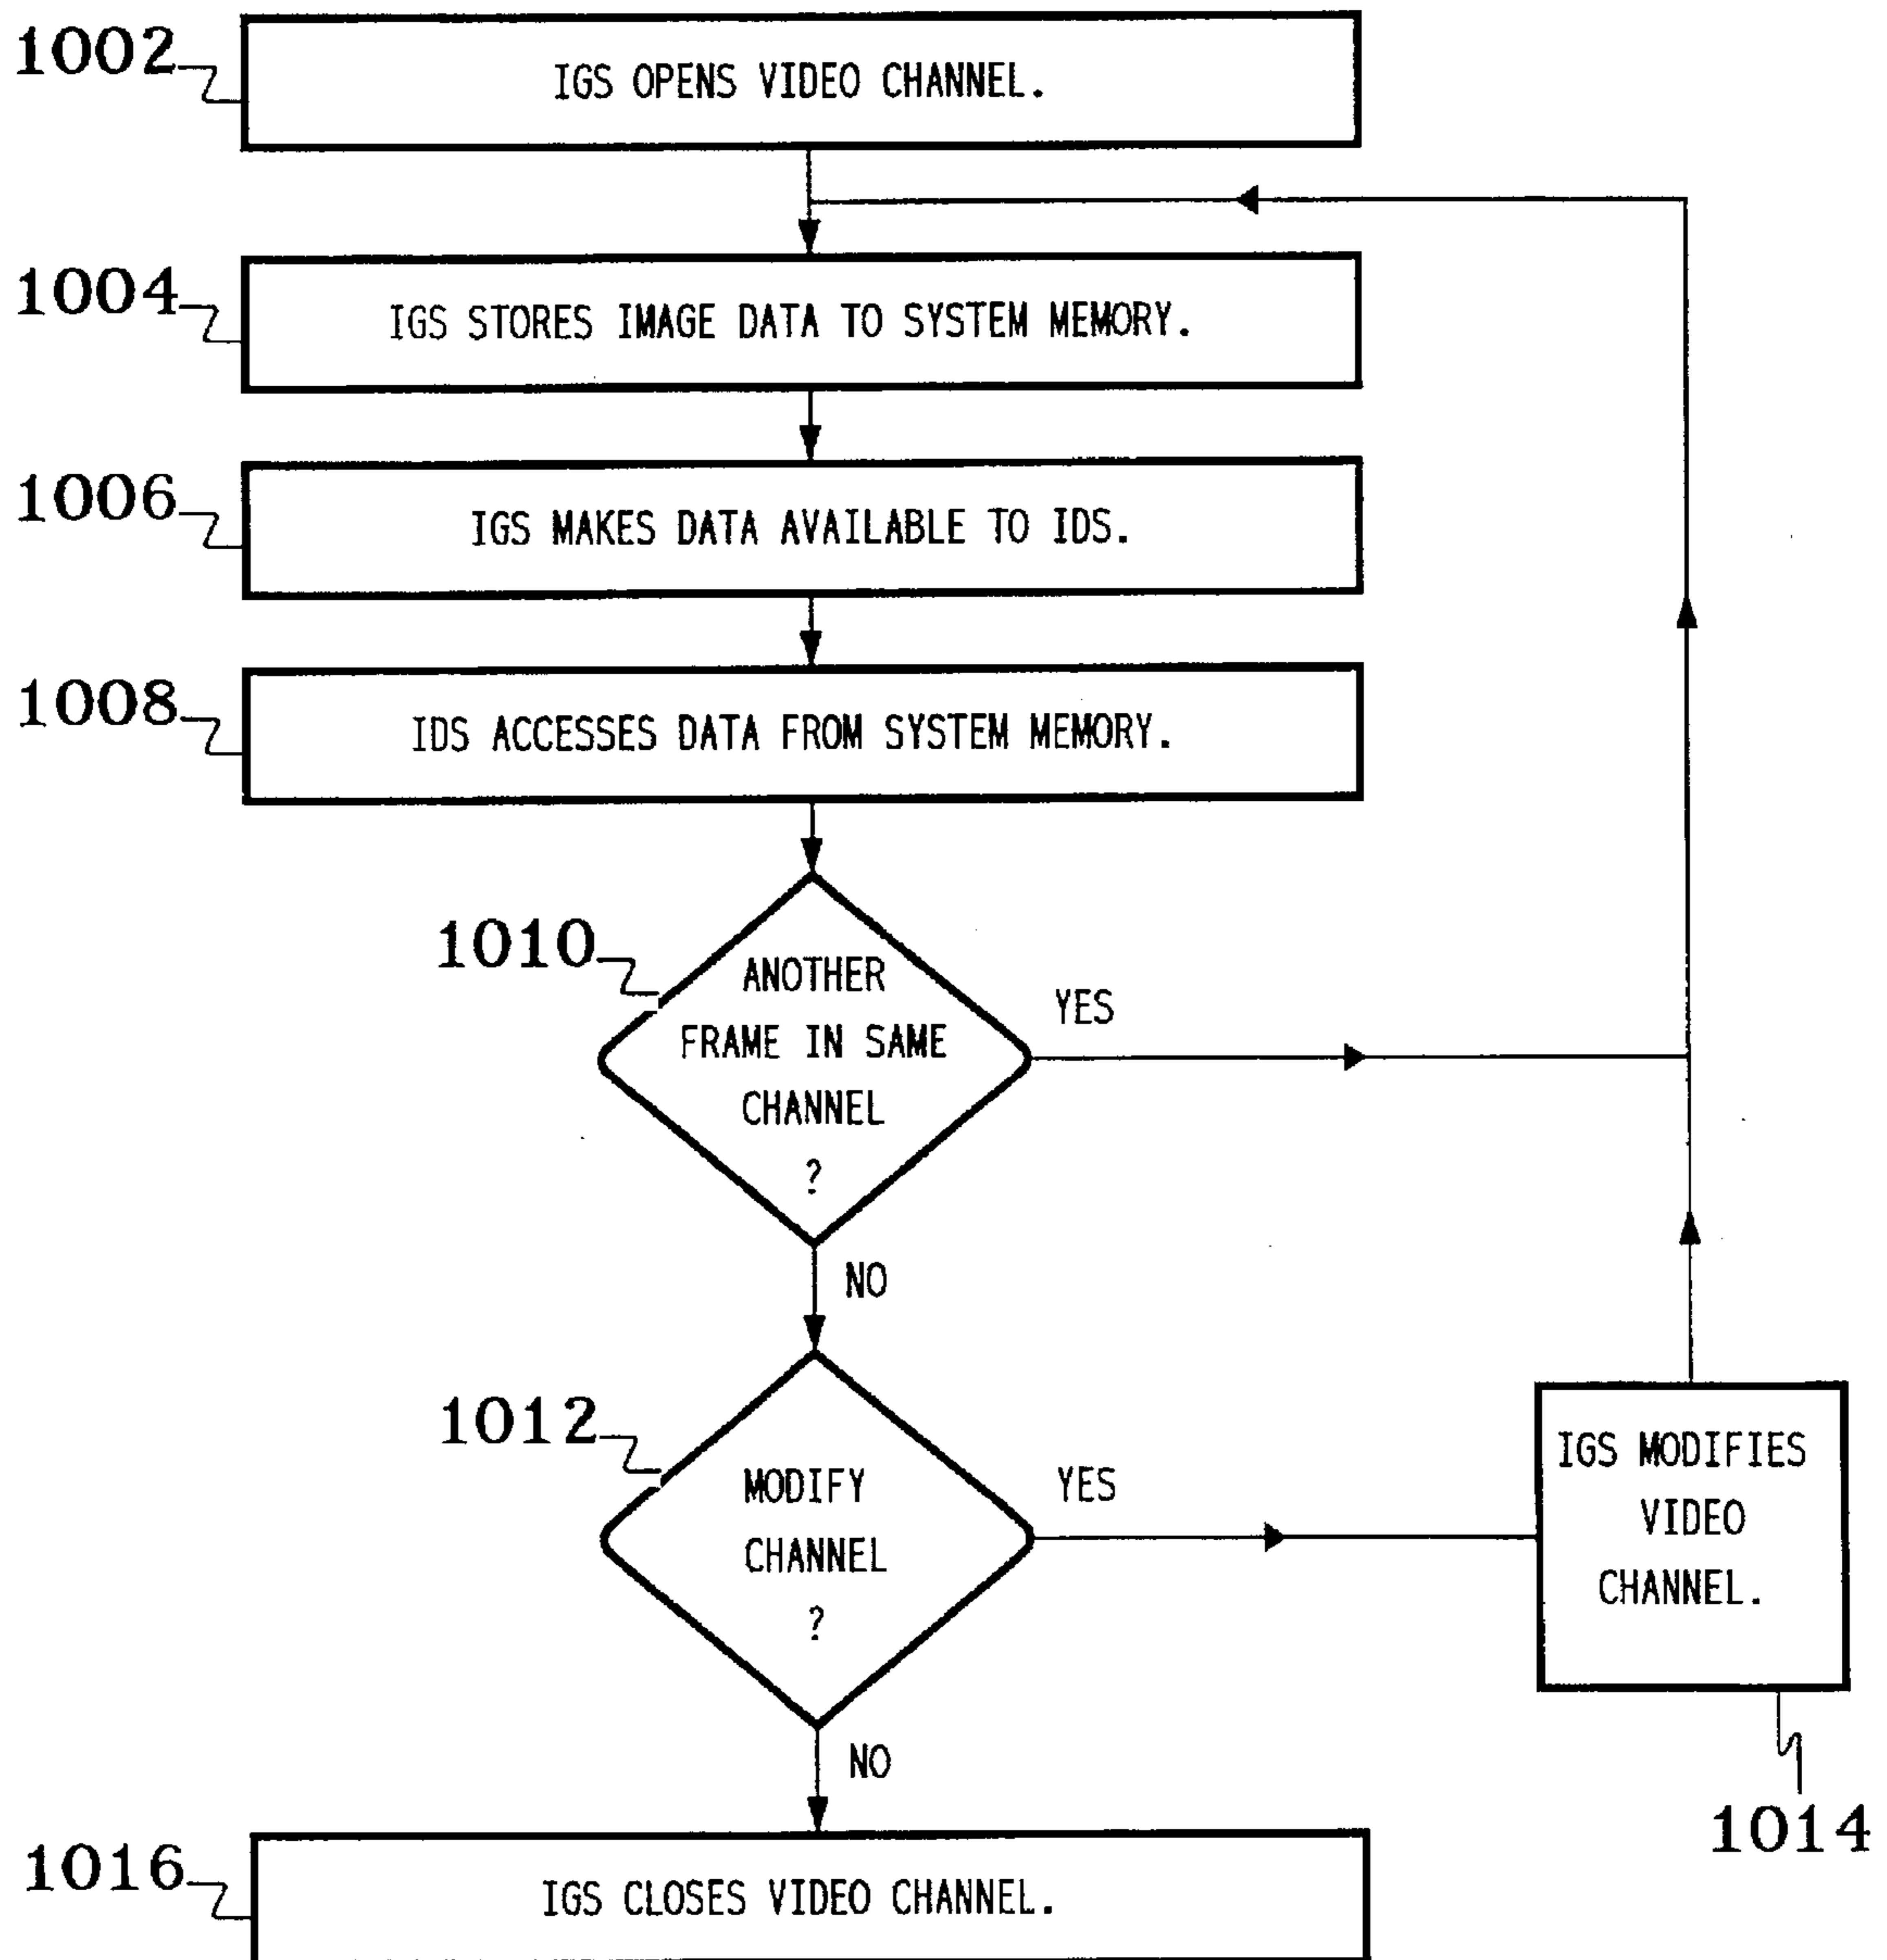 1002
IGS OPENS VIDEO CHANNEL.
1004
IGS STORES IMAGE DATA TO SYSTEM MEMORY.
1006
IGS MAKES DATA AVAILABLE TO IDS.
1008
IDS ACCESSES DATA FROM SYSTEM MEMORY.
1010
ANOTHER
FRAME IN SAME
CHANNEL
?
YES
NO
1012
MODIFY
CHANNEL
?
YES
IGS MODIFIES
VIDEO
CHANNEL.
1014
NO
1016
IGS CLOSES VIDEO CHANNEL.